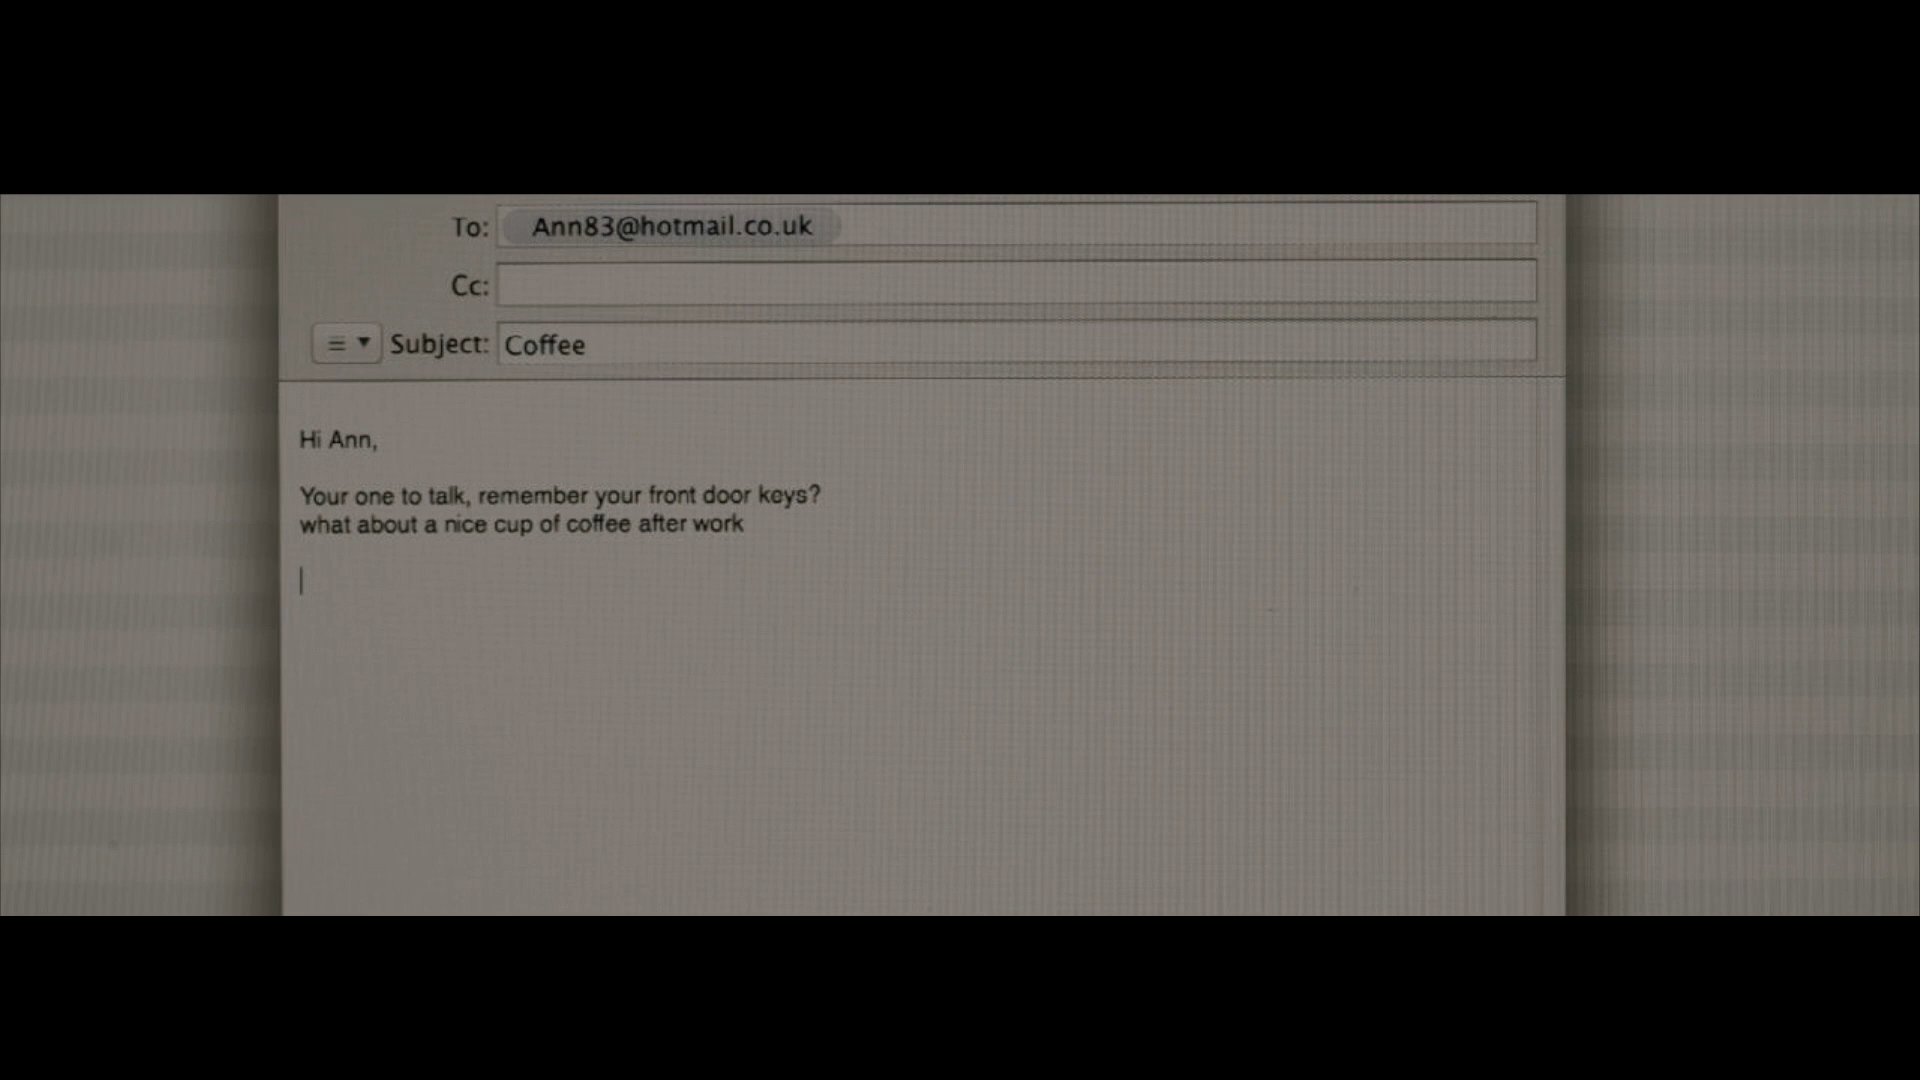 To: Ann83@hotmail.co.uk
Cc:
Subject: Coffee
Hi Ann,
Your one to talk, remember your front door keys?
what about a nice cup of coffee after work